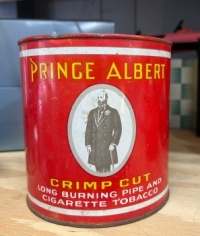 PRINCE ALBERT
CRIMP CUT
LONG BURNING PIPE AND
CIGARETTE TOBACCO